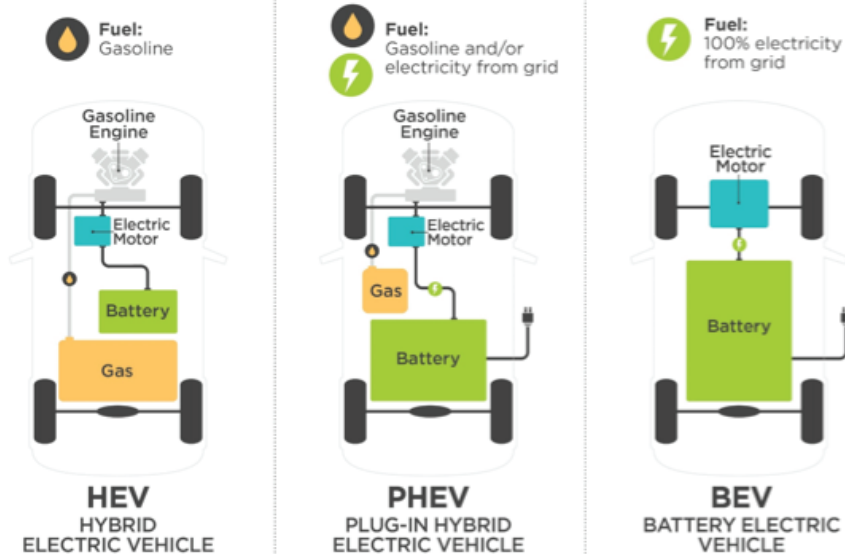 Fuel:
Gasoline
Gasoline
Engine
Electric
Motor
Battery
Gas
HEV
HYBRID
ELECTRIC VEHICLE
Fuel:
Gasoline and/or
electricity from grid
Gasoline
Engine
Electric
Motor
Gas
Battery
PHEV
PLUG-IN HYBRID
ELECTRIC VEHICLE
Fuel:
100% electricity
from grid
Electric
Motor
Battery
BEV
BATTERY ELECTRIC
VEHICLE